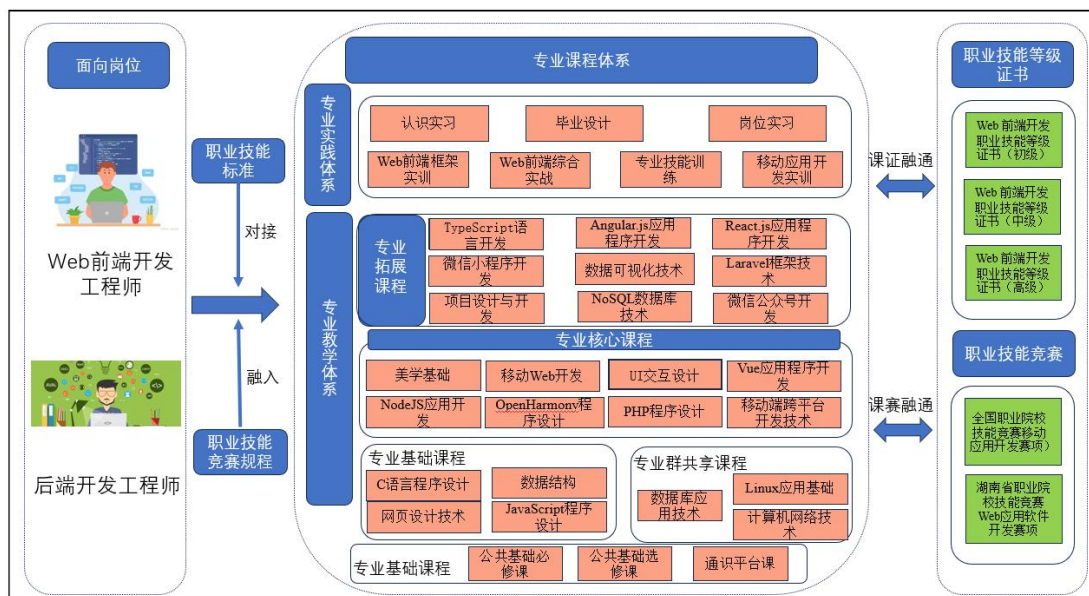 面向岗位
Web前端开发
工程师
后端开发工程师
职业技能
标准
对接
融入
职业技能
竞赛规程
专业课程体系
专业实践体系
认识实习
毕业设计
岗位实习
Web前端框架
实训
Web前端综合
实战
专业技能训
练
移动应用开
发实训
专业教学体系
专业
拓展
课程
TypeScript语
言开发
Angular.js应用
程序开发
React.js应用程
序开发
微信小程序开
发
数据可视化技术
Laravel框架技
术
项目设计与开
发
NoSQL数据库
技术
微信公众号开
发
专业核心课程
美学基础
移动Web开发
UI交互设计
Vue应用程序开
发
NodeJS应用开
发
OpenHarmony程
序设计
PHP程序设计
移动端跨平台
开发技术
专业基础课程
C语言程序设计
数据结构
网页设计技术
JavaScript程序
设计
专业群共享课程
数据库应
用技术
Linux应用基础
计算机网络技
术
专业基础课程
公共基础必
修课
公共基础选
修课
通识平台课
课证融通
课赛融通
职业技能等级
证书
Web 前端开发
职业技能等级
证书（初级）
Web 前端开发
职业技能等级
证书（中级）
Web 前端开发
职业技能等级
证书（高级）
职业技能竞赛
全国职业院校
技能竞赛移动
应用开发赛项）
湖南省职业院
校技能竞赛
Web应用软件
开发赛项